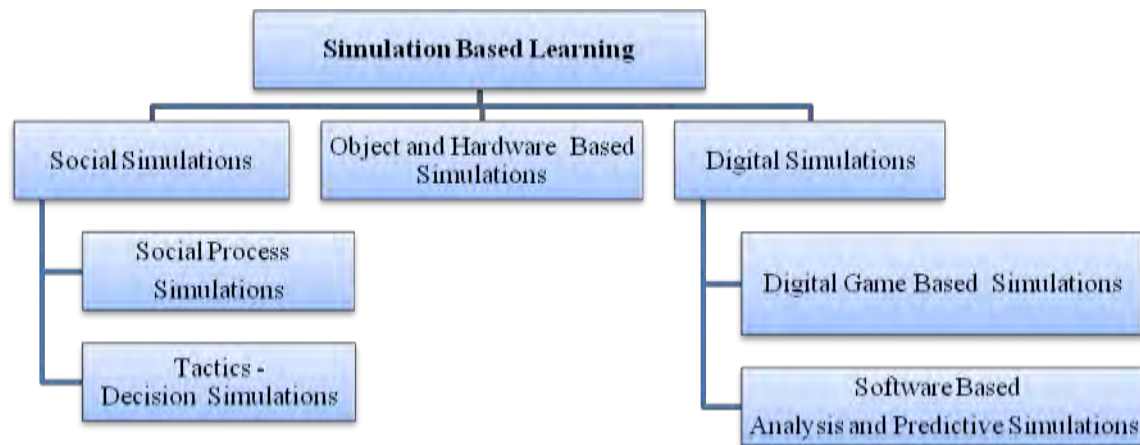 Simulation Based Learning
Social Simulations
Object and Hardware Based
Simulations
Digital Simulations
Social Process
Simulations
Tactics -
Decision Simulations
Digital Game Based Simulations
Software Based
Analysis and Predictive Simulations